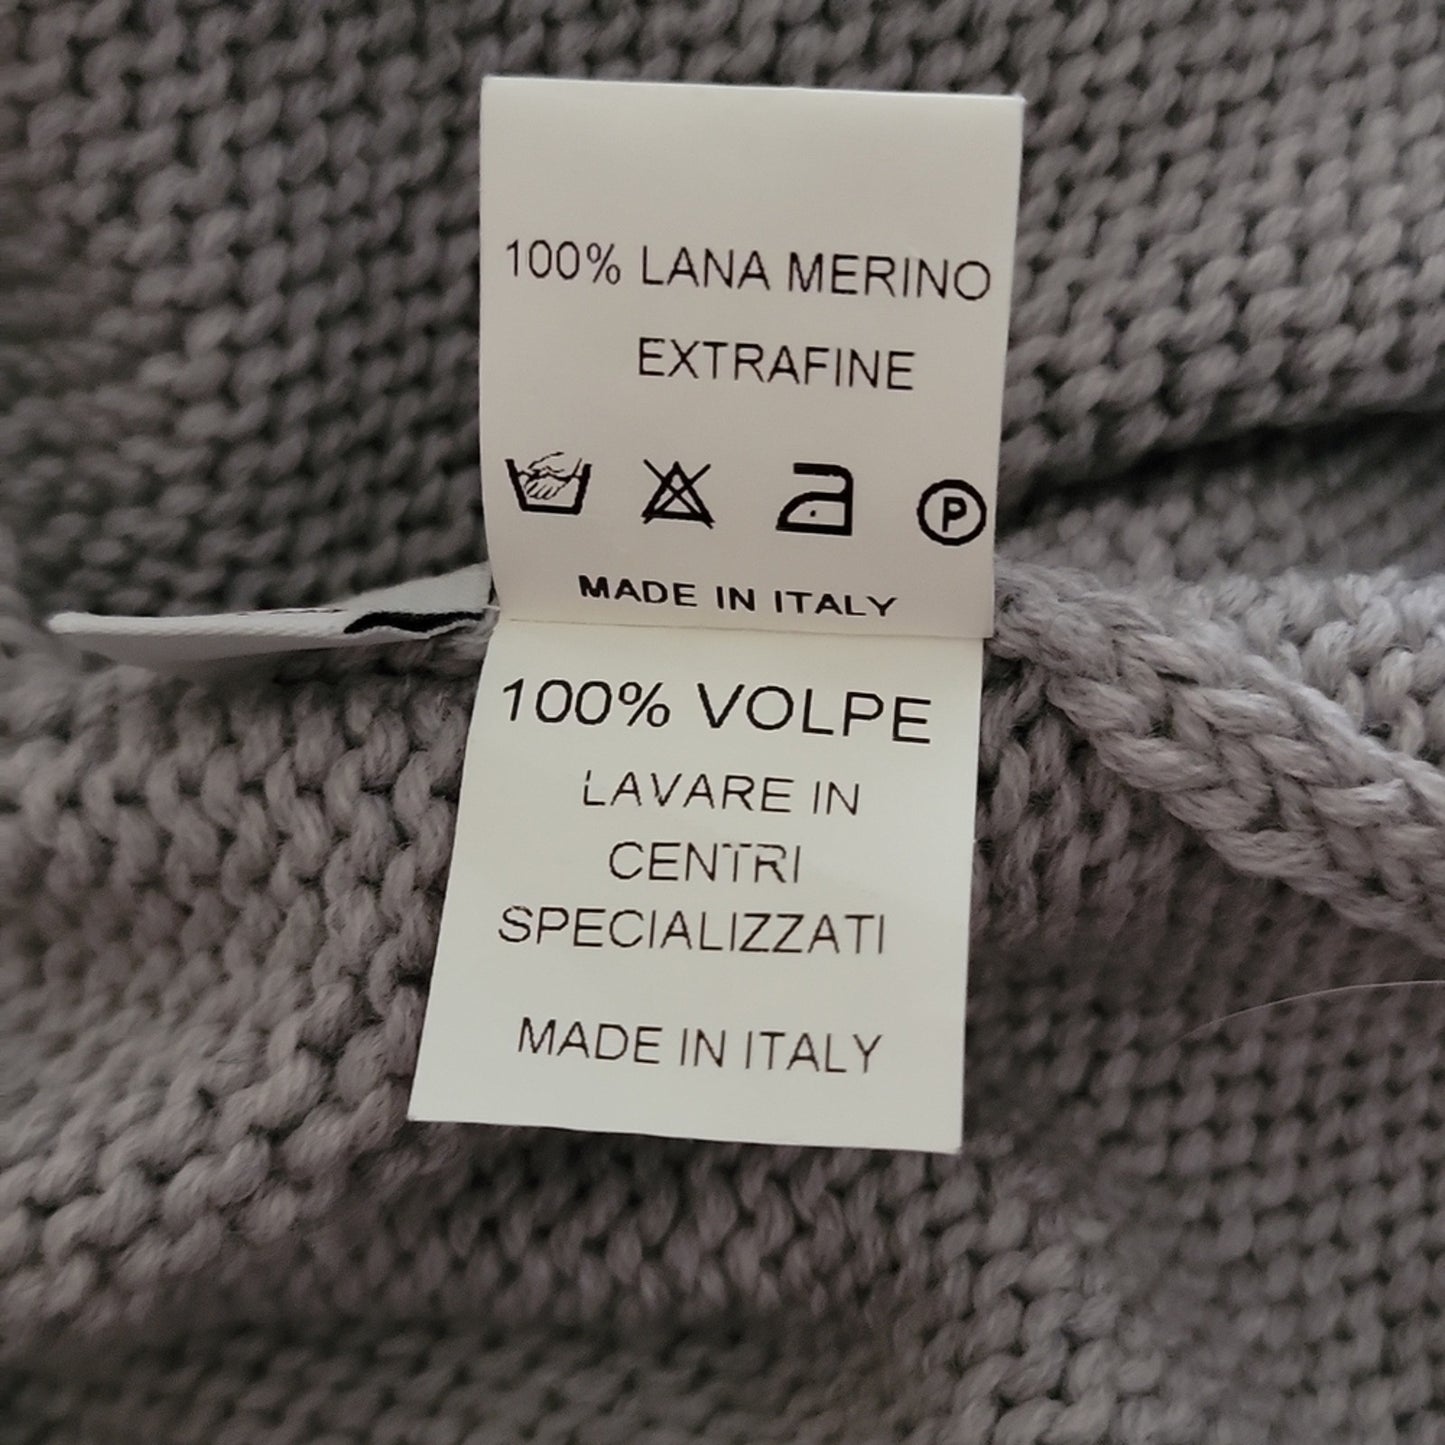 100% LANA MERINO
EXTRAFINE
P
MADE IN ITALY
100% VOLPE
LAVARE IN
CENTRI
SPECIALIZZATI
MADE IN ITALY